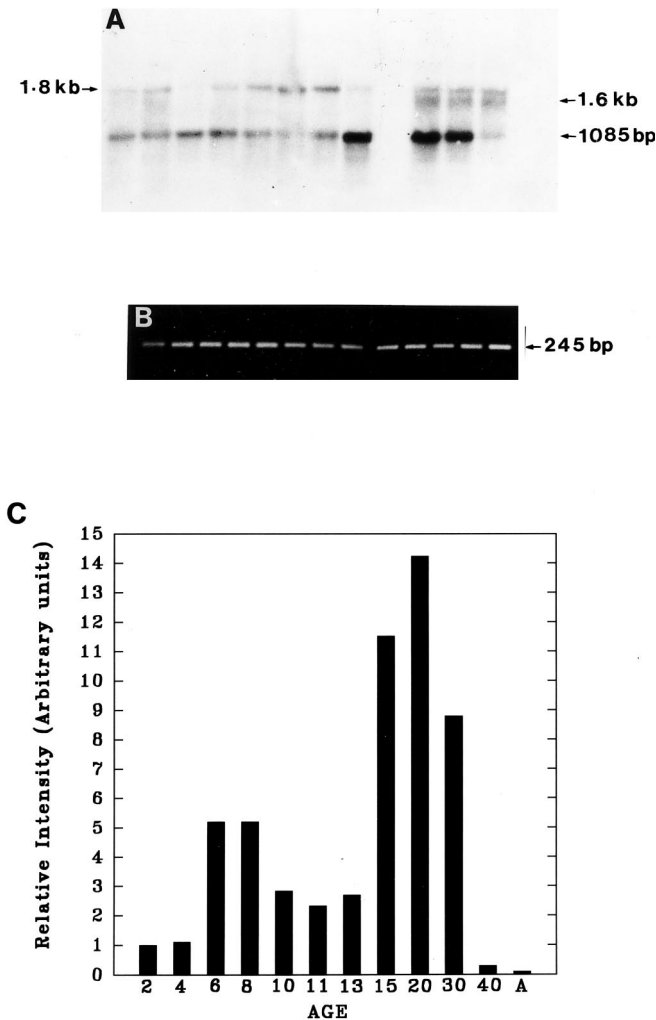 A
1·8 kb→
←1.6 kb
←1085 bp
B
←245 bp
C
Relative Intensity (Arbitrary units)
15
14
13
12
11
10
9
8
7
6
5
4
3
2
1
0
2 4 6 8 10 11 13 15 20 30 40 A
AGE